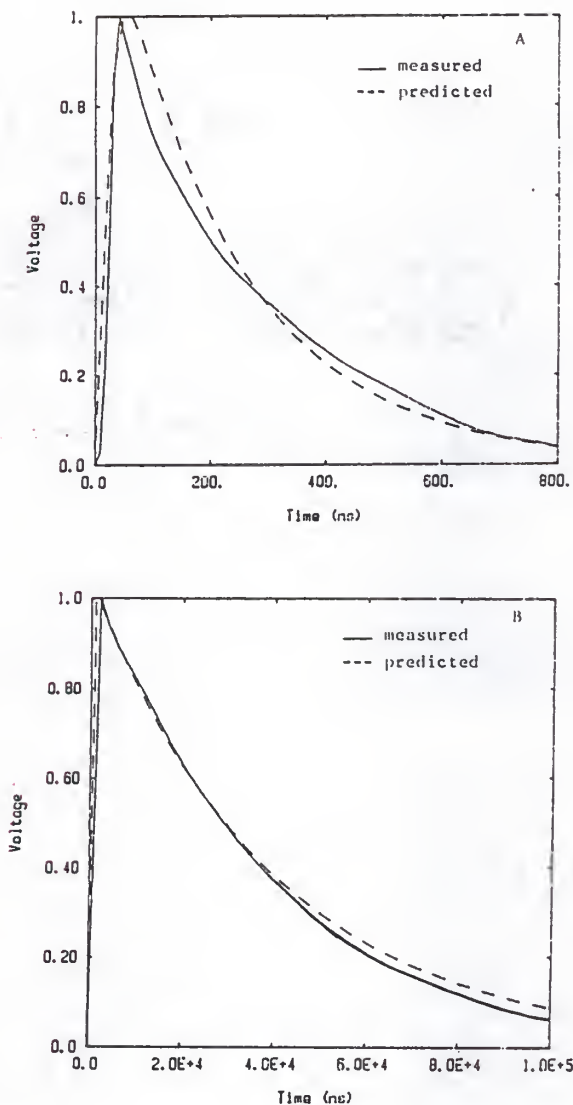 A
measured
predicted
1.
0.8
0.6
0.4
0.2
0.0
Voltage
0.0 200. 400. 600. 800.
Time (ns)
B
measured
predicted
1.0
0.80
0.60
0.40
0.20
0.0
Voltage
0.0 2.0E+4 4.0E+4 6.0E+4 8.0E+4 1.0E+5
Time (ns)